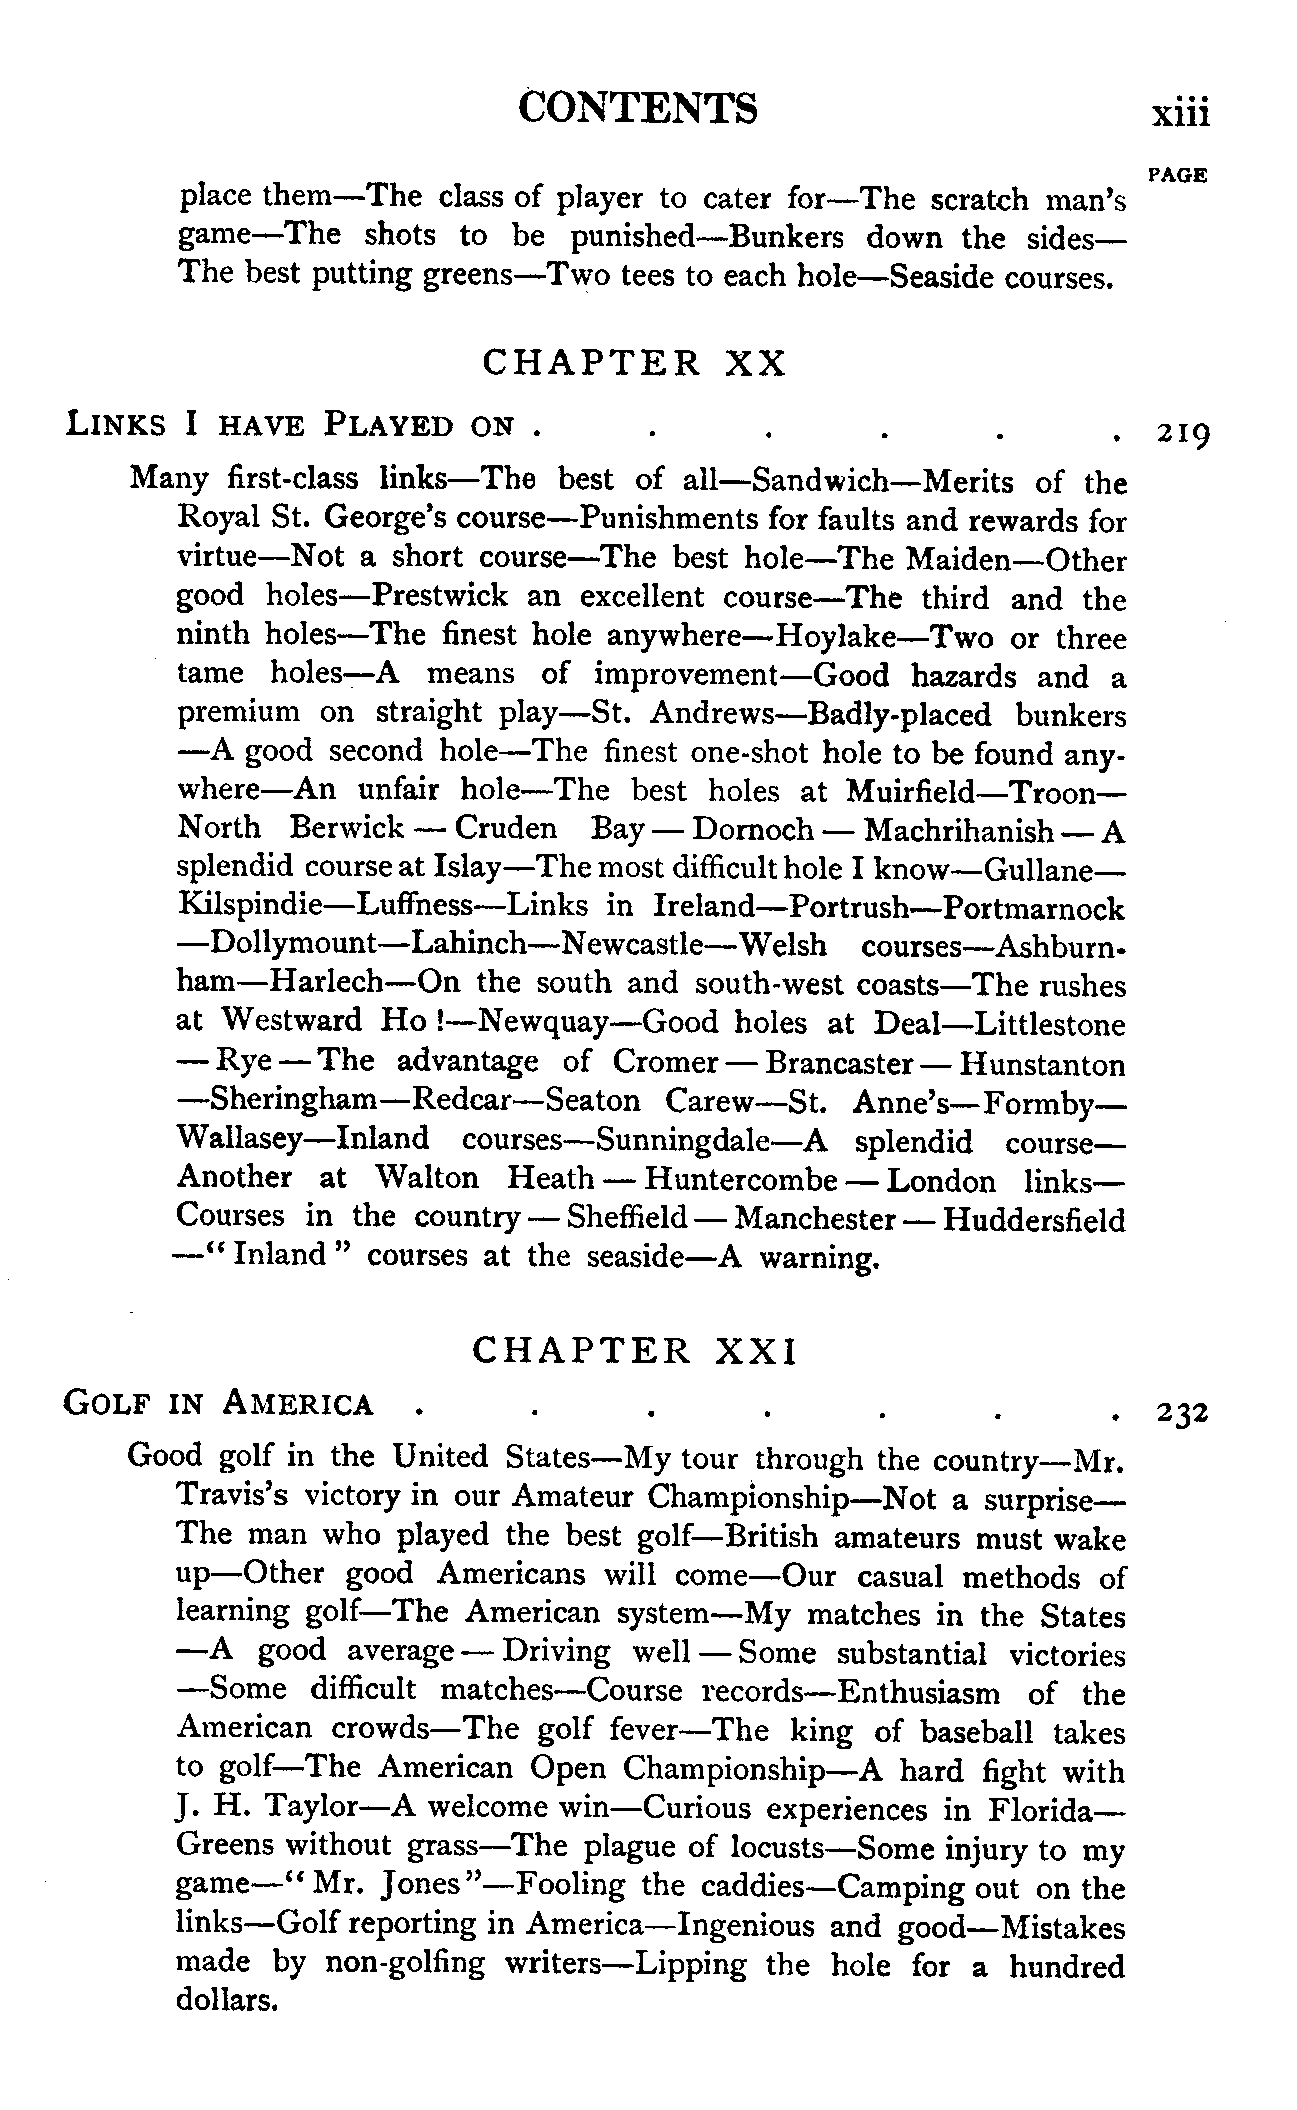 CONTENTS xiii
PAGE
place them—The class of player to cater for—The scratch man's
game—The shots to be punished—Bunkers down the sides—
The best putting greens—Two tees to each hole—Seaside courses.
CHAPTER XX
LINKS I HAVE PLAYED ON . . . . . . 219
Many first-class links—The best of all—Sandwich—Merits of the
Royal St. George's course—Punishments for faults and rewards for
virtue—Not a short course—The best hole—The Maiden—Other
good holes—Prestwick an excellent course—The third and the
ninth holes—The finest hole anywhere—Hoylake—Two or three
tame holes—A means of improvement—Good hazards and a
premium on straight play—St. Andrews—Badly-placed bunkers
—A good second hole—The finest one-shot hole to be found any-
where—An unfair hole—The best holes at Muirfield—Troon—
North Berwick — Cruden Bay — Dornoch — Machrihanish — A
splendid course at Islay—The most difficult hole I know—Gullane—
Kilspindie—Luffness—Links in Ireland—Portrush—Portmarnock
—Dollymount—Lahinch—Newcastle—Welsh courses—Ashburn-
ham—Harlech—On the south and south-west coasts—The rushes
at Westward Ho !—Newquay—Good holes at Deal—Littlestone
— Rye — The advantage of Cromer — Brancaster — Hunstanton
—Sheringham—Redcar—Seaton Carew—St. Anne's—Formby—
Wallasey—Inland courses—Sunningdale—A splendid course—
Another at Walton Heath — Huntercombe — London links—
Courses in the country — Sheffield — Manchester — Huddersfield
—" Inland " courses at the seaside—A warning.
CHAPTER XXI
GOLF IN AMERICA . . . . . . . 232
Good golf in the United States—My tour through the country—Mr.
Travis's victory in our Amateur Championship—Not a surprise—
The man who played the best golf—British amateurs must wake
up—Other good Americans will come—Our casual methods of
learning golf—The American system—My matches in the States
—A good average — Driving well — Some substantial victories
—Some difficult matches—Course records—Enthusiasm of the
American crowds—The golf fever—The king of baseball takes
to golf—The American Open Championship—A hard fight with
J. H. Taylor—A welcome win—Curious experiences in Florida—
Greens without grass—The plague of locusts—Some injury to my
game—" Mr. Jones "—Fooling the caddies—Camping out on the
links—Golf reporting in America—Ingenious and good—Mistakes
made by non-golfing writers—Lipping the hole for a hundred
dollars.